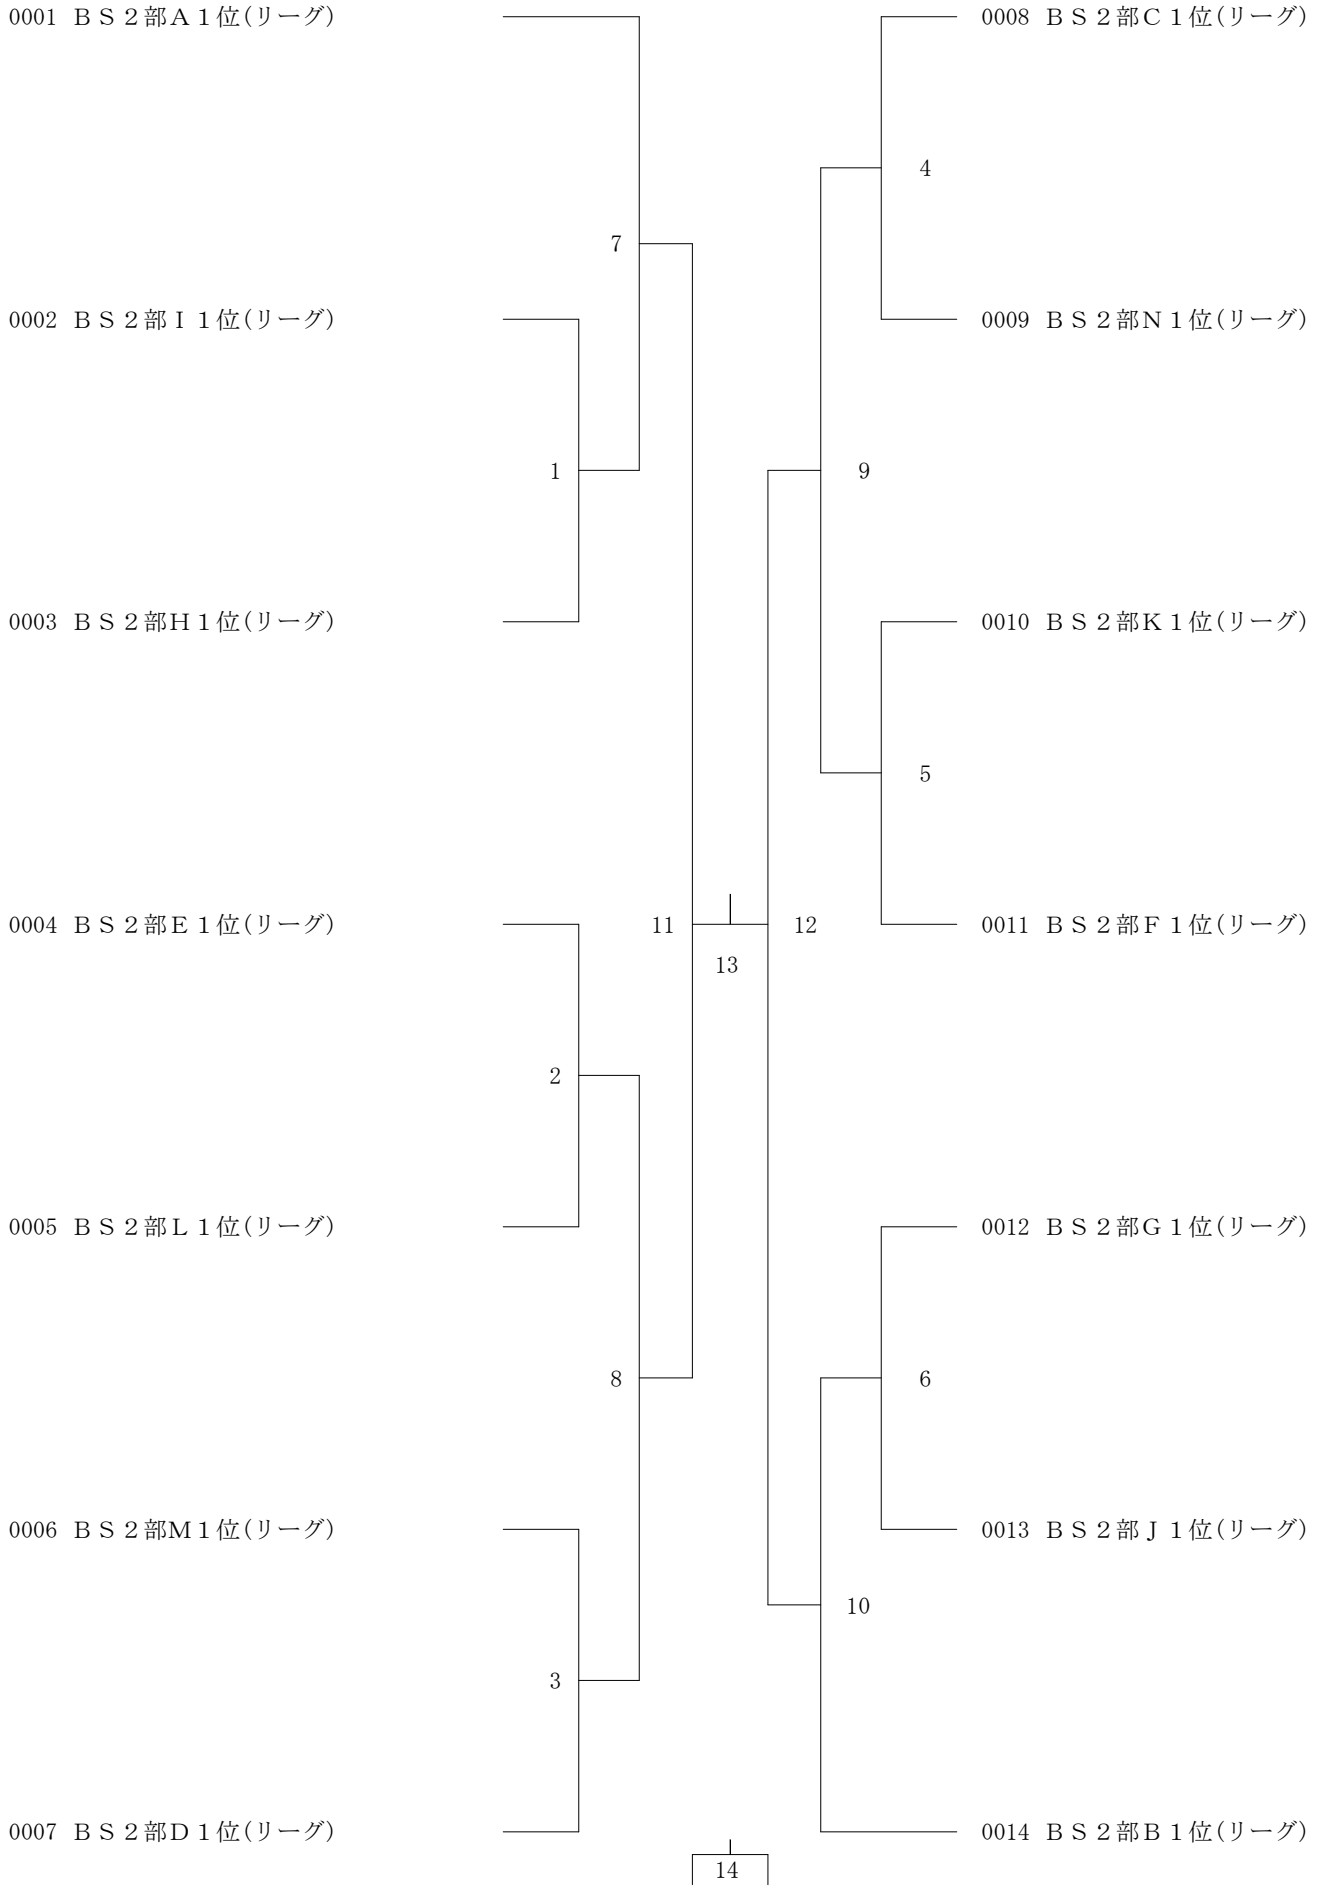 0001 ＢＳ２部Ａ１位(リーグ)
0002 ＢＳ２部Ｉ１位(リーグ)
0003 ＢＳ２部Ｈ１位(リーグ)
0004 ＢＳ２部Ｅ１位(リーグ)
0005 ＢＳ２部Ｌ１位(リーグ)
0006 ＢＳ２部Ｍ１位(リーグ)
0007 ＢＳ２部Ｄ１位(リーグ)
7
1
2
8
3
11
13
12
14
4
9
5
6
10
0008 ＢＳ２部Ｃ１位(リーグ)
0009 ＢＳ２部Ｎ１位(リーグ)
0010 ＢＳ２部Ｋ１位(リーグ)
0011 ＢＳ２部Ｆ１位(リーグ)
0012 ＢＳ２部Ｇ１位(リーグ)
0013 ＢＳ２部Ｊ１位(リーグ)
0014 ＢＳ２部Ｂ１位(リーグ)